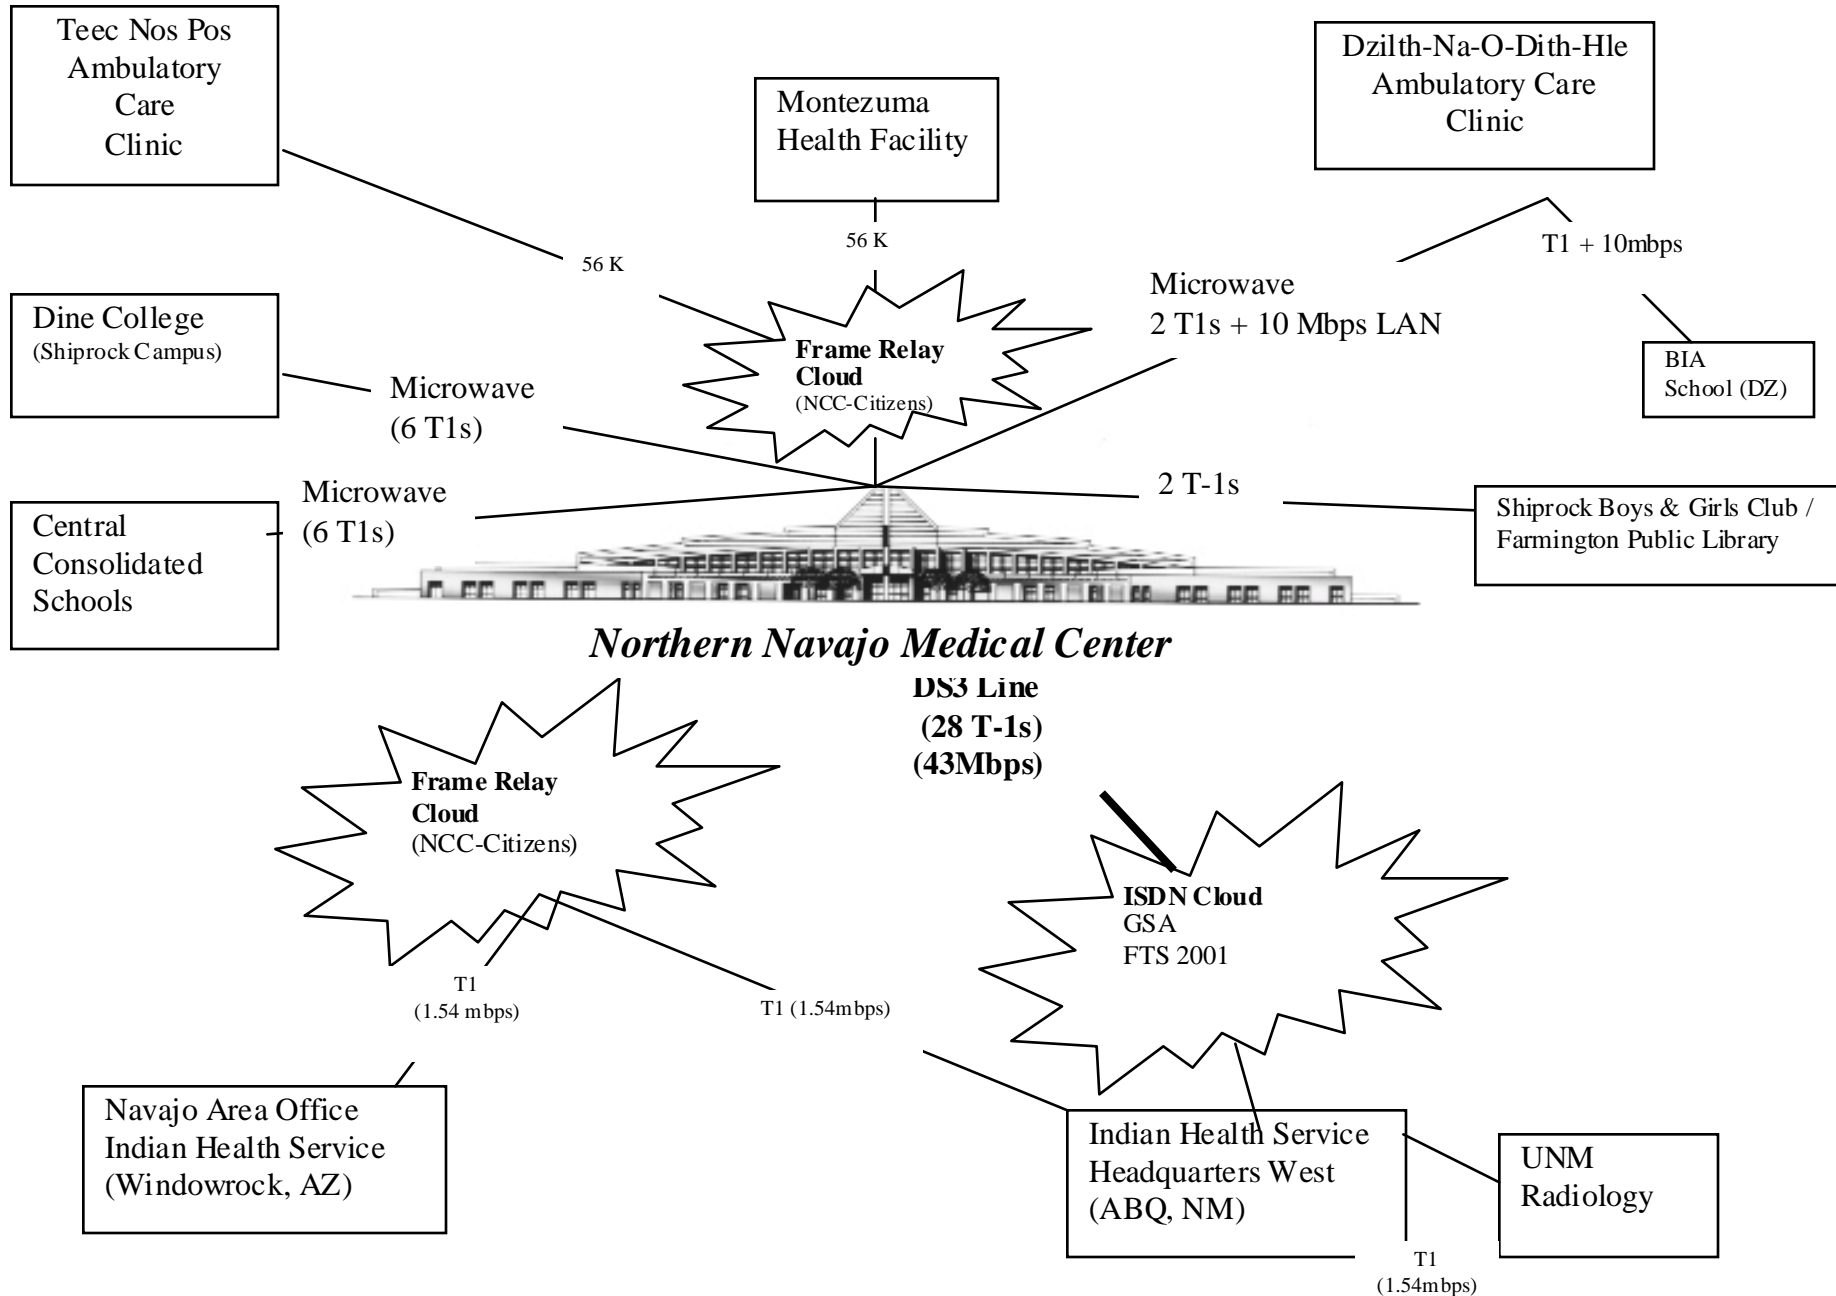 Teec Nos Pos
Ambulatory
Care
Clinic
Montezuma
Health Facility
Dzilth-Na-O-Dith-Hle
Ambulatory Care
Clinic
56 K
56 K
T1 + 10mbps
Microwave
2 T1s + 10 Mbps LAN
Dine College
(Shiprock Campus)
Frame Relay
Cloud
(NCC-Citizens)
BIA
School (DZ)
Microwave
(6 T1s)
Microwave
(6 T1s)
2 T-1s
Central
Consolidated
Schools
Shiprock Boys & Girls Club /
Farmington Public Library
Northern Navajo Medical Center
DS3 Line
(28 T-1s)
(43Mbps)
Frame Relay
Cloud
(NCC-Citizens)
ISDN Cloud
GSA
FTS 2001
T1
(1.54 mbps)
T1 (1.54mbps)
Navajo Area Office
Indian Health Service
(Windowrock, AZ)
Indian Health Service
Headquarters West
(ABQ, NM)
UNM
Radiology
T1
(1.54mbps)